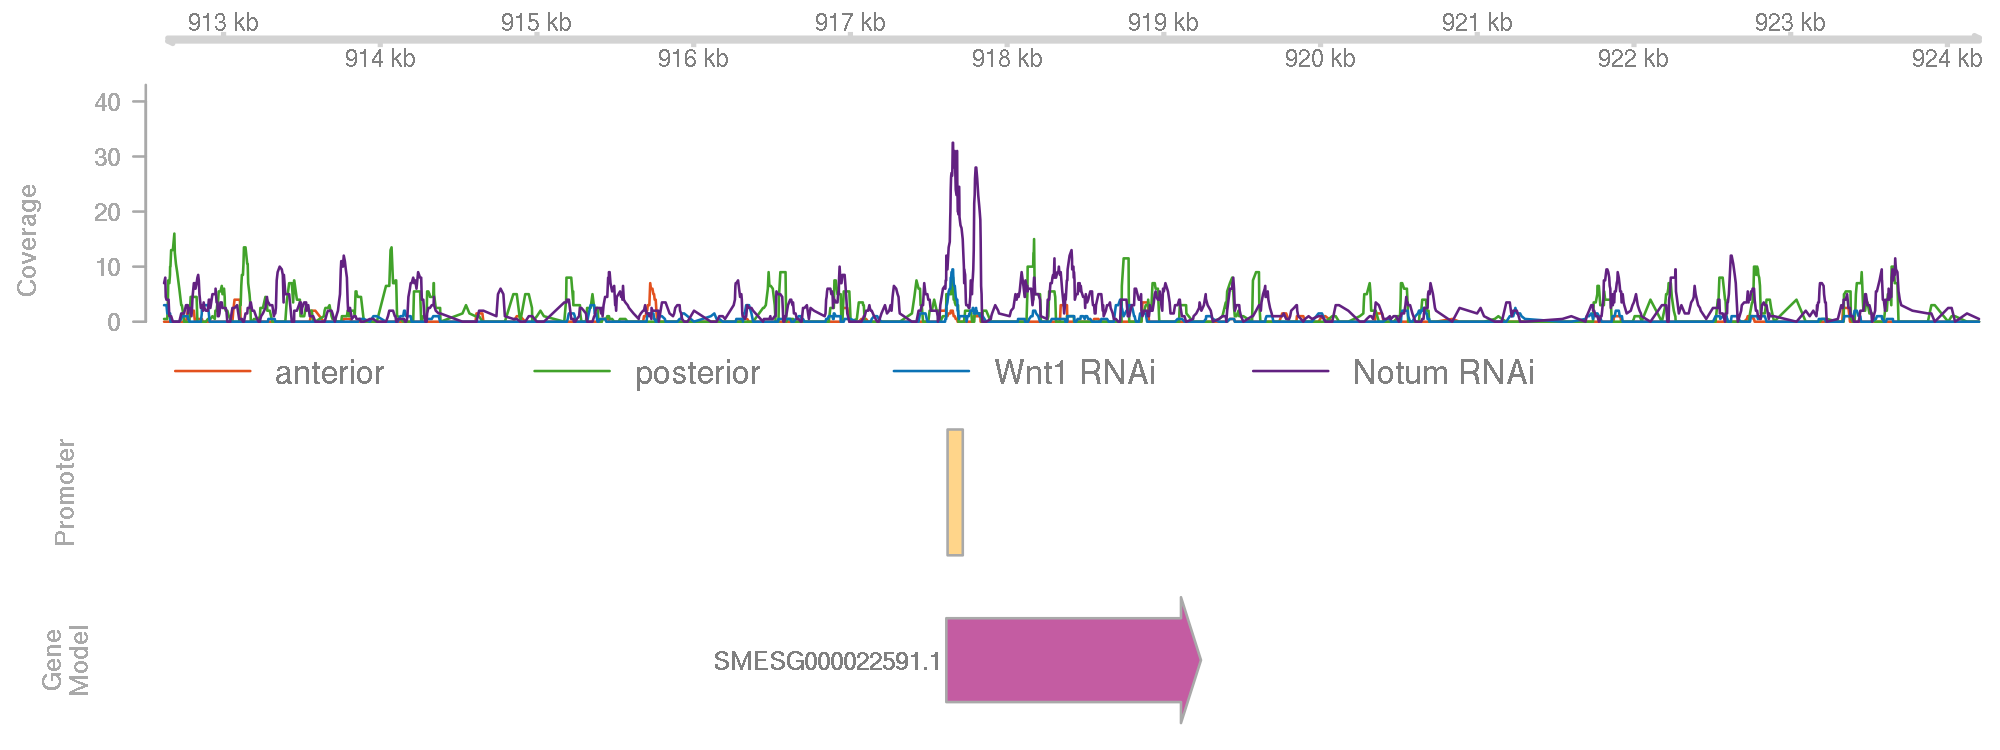 913 kb 915 kb 917 kb 919 kb 921 kb 923 kb
914 kb 916 kb 918 kb 920 kb 922 kb 924 kb
Coverage
40
30
20
10
0
anterior posterior Wnt1 RNAi Notum RNAi
Promoter
Gene
Model
SMESG000022591.1